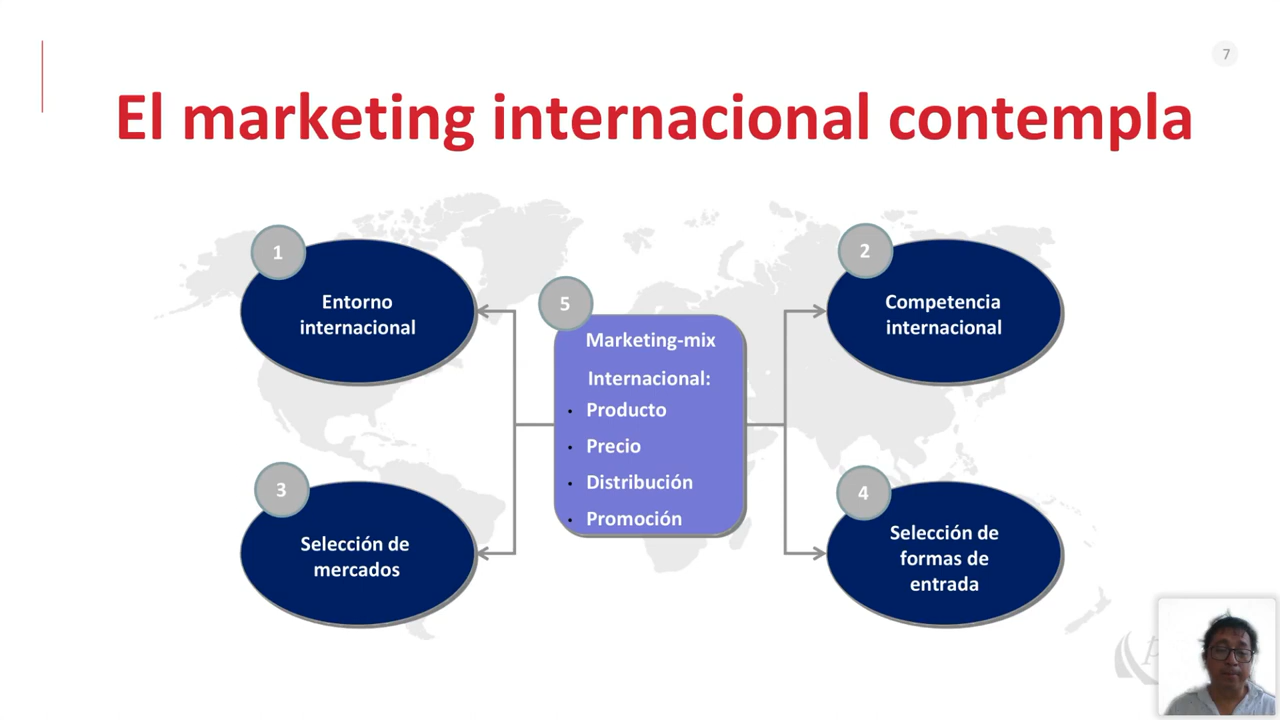 7
El marketing internacional contempla
1
Entorno
internacional
2
Competencia
internacional
5
Marketing-mix
Internacional:
• Producto
• Precio
• Distribución
• Promoción
3
Selección de
mercados
4
Selección de
formas de
entrada